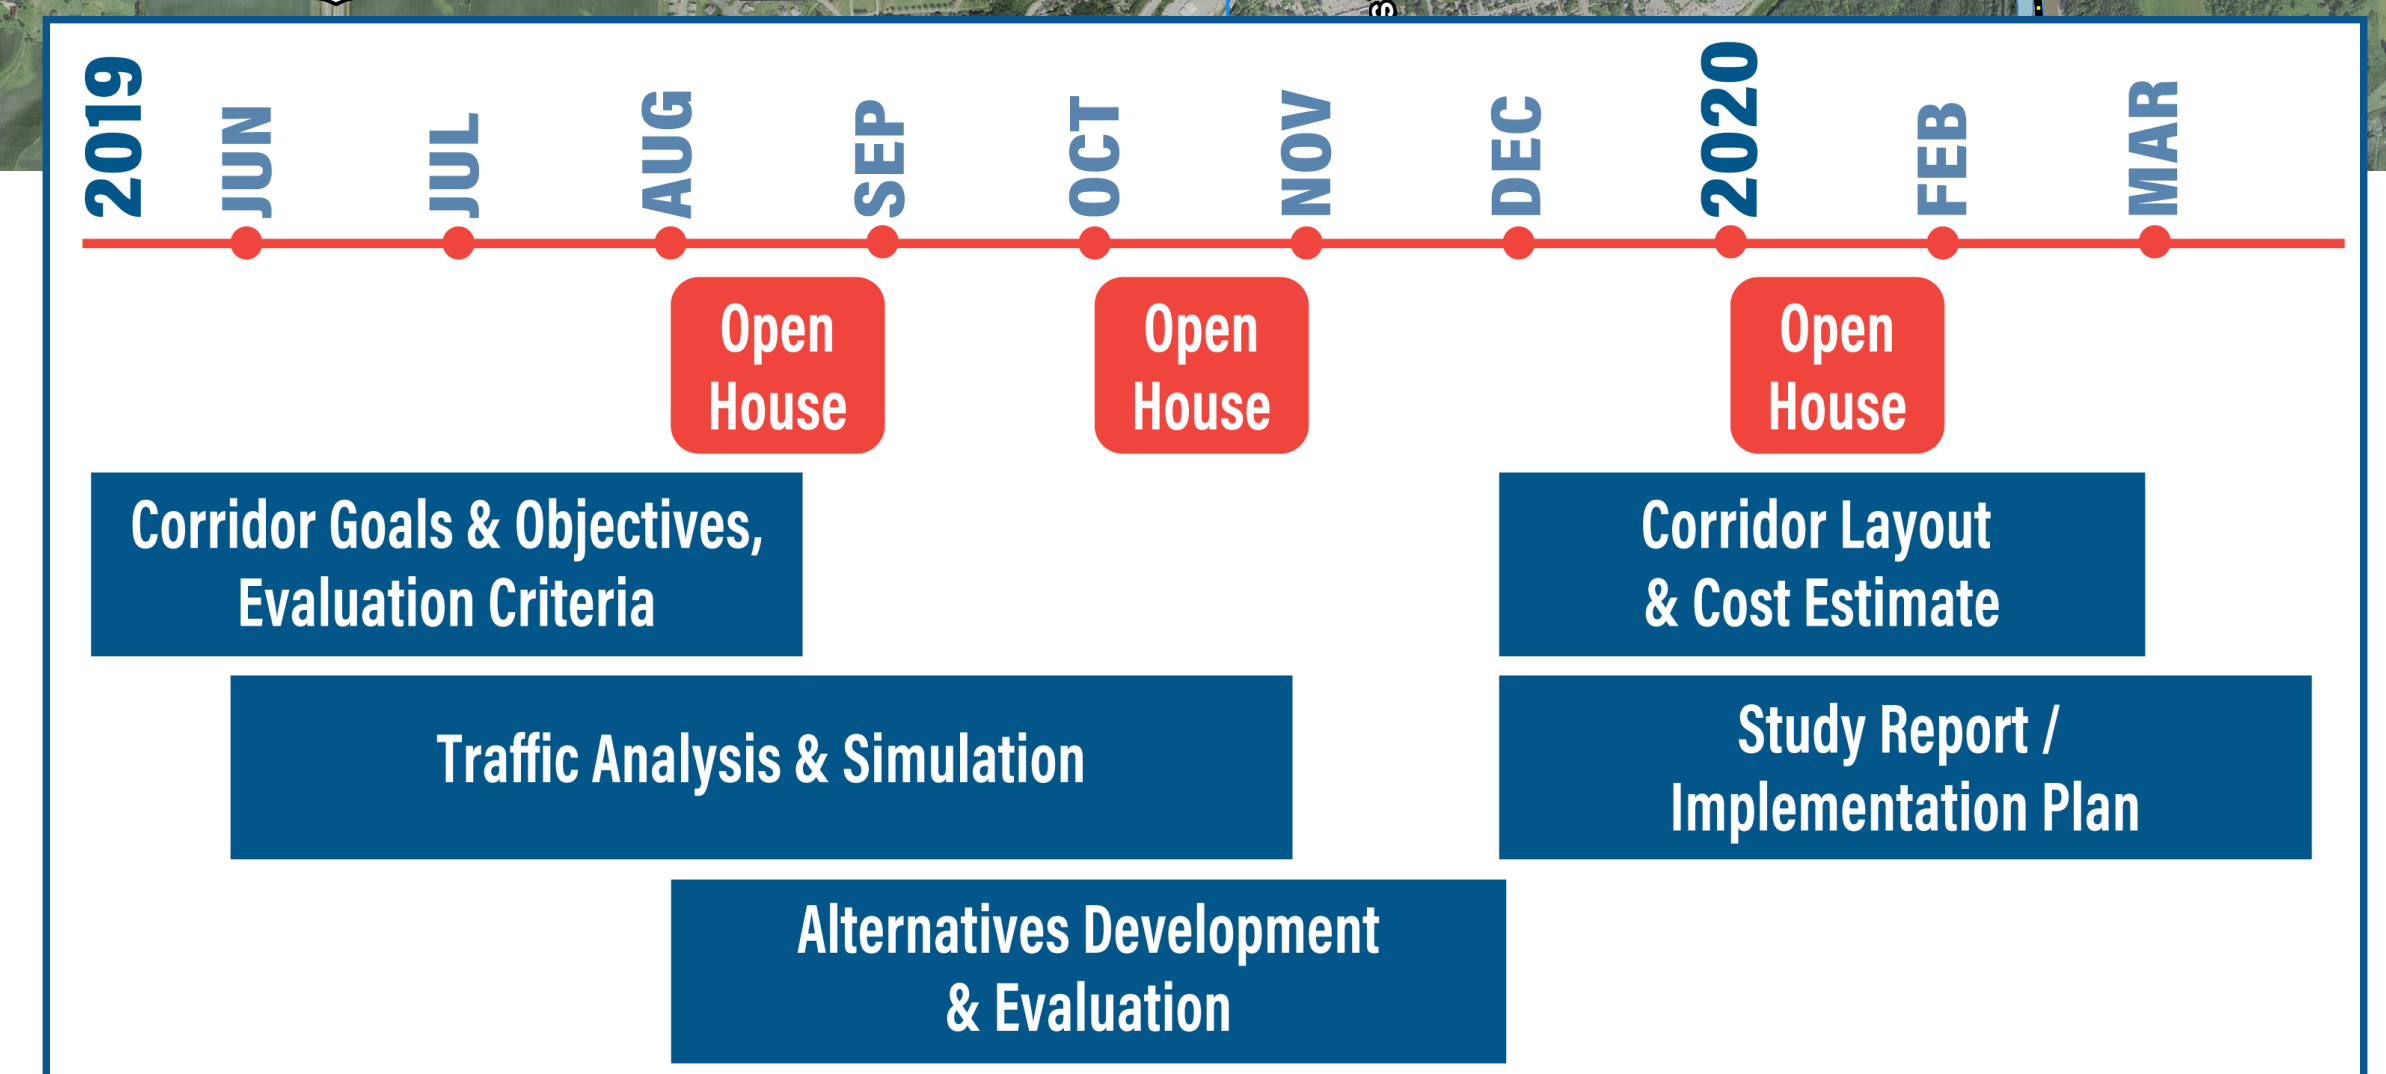 2019
JUN
JUL
AUG
SEP
OCT
NOV
DEC
2020
FEB
MAR
Open
House
Open
House
Open
House
Corridor Goals & Objectives,
Evaluation Criteria
Corridor Layout
& Cost Estimate
Traffic Analysis & Simulation
Study Report /
Implementation Plan
Alternatives Development
& Evaluation